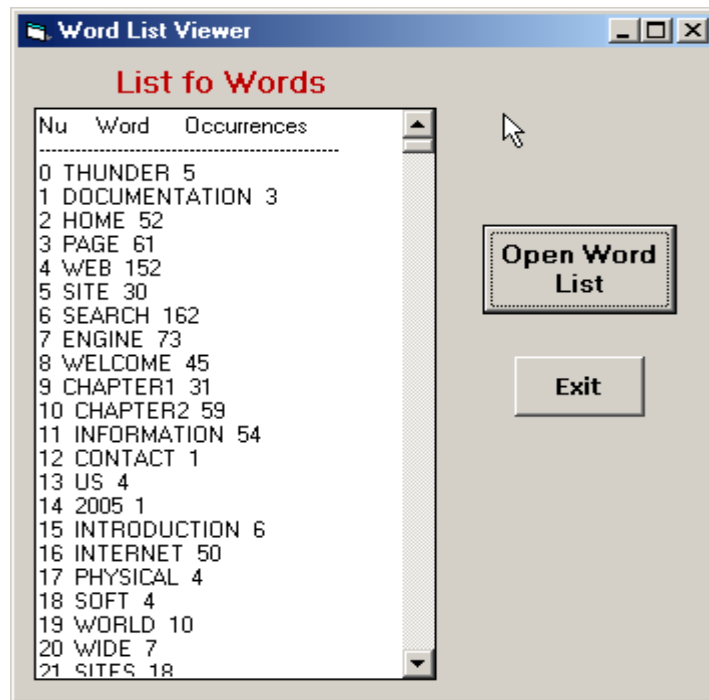 Word List Viewer
List fo Words
Nu Word Occurrences
--------------------------------------------------
0 THUNDER 5
1 DOCUMENTATION 3
2 HOME 52
3 PAGE 61
4 WEB 152
5 SITE 30
6 SEARCH 162
7 ENGINE 73
8 WELCOME 45
9 CHAPTER1 31
10 CHAPTER2 59
11 INFORMATION 54
12 CONTACT 1
13 US 4
14 2005 1
15 INTRODUCTION 6
16 INTERNET 50
17 PHYSICAL 4
18 SOFT 4
19 WORLD 10
20 WIDE 7
21 SITES 18
Open Word
List
Exit